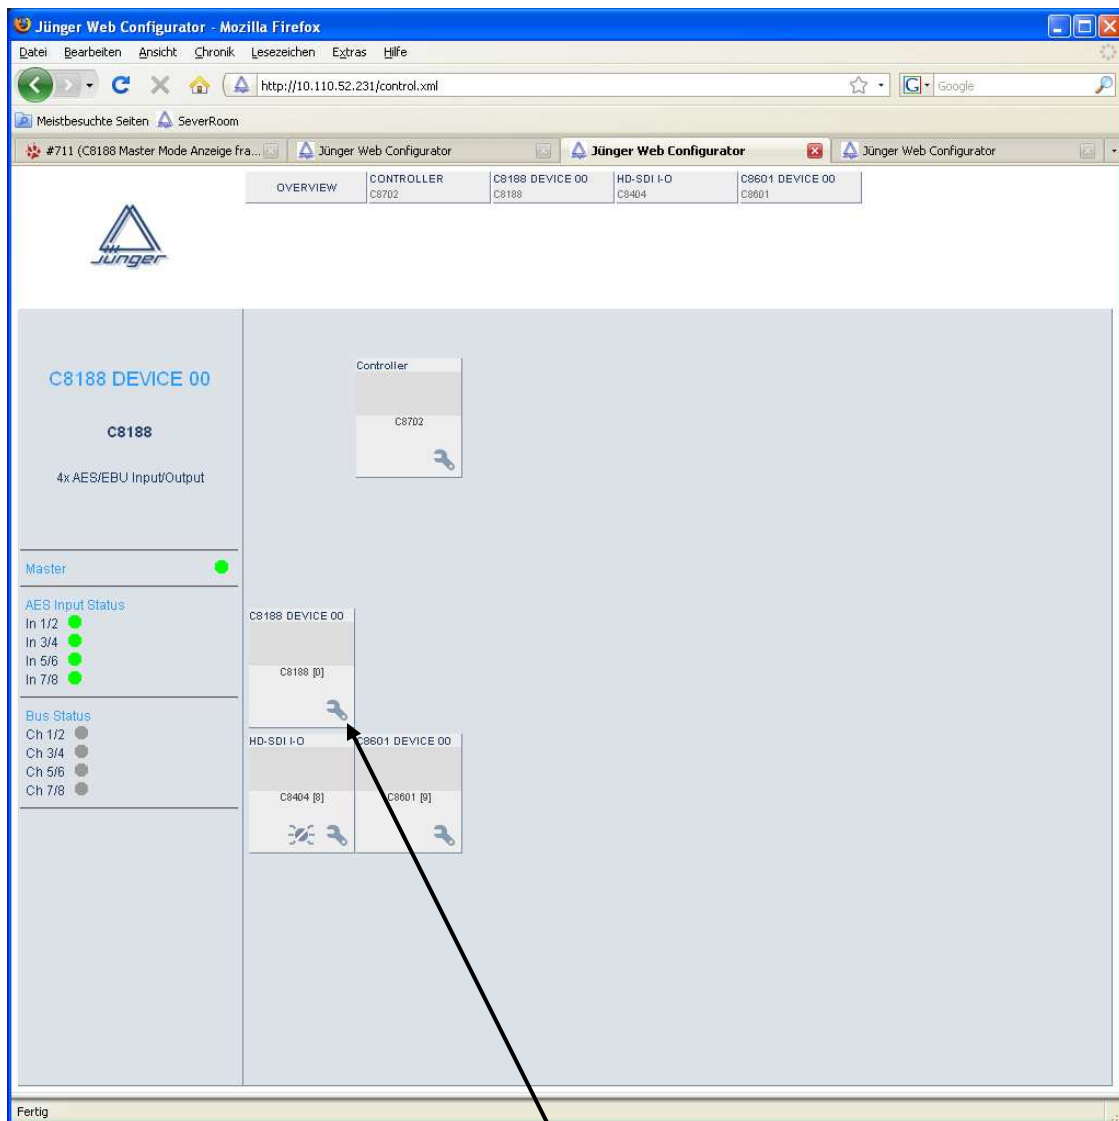 Jünger Web Configurator - Mozilla Firefox
Datei Bearbeiten Ansicht Chronik Lesezeichen Extras Hilfe
http://10.110.52.231/control.xml
G Google
Meistbesuchte Seiten SeverRoom
#711 (C8188 Master Mode Anzeige fra... Jünger Web Configurator Jünger Web Configurator Jünger Web Configurator
OVERVIEW
CONTROLLER
C8702
C8188 DEVICE 00
C8188
HD-SDI I-O
C8404
C8601 DEVICE 00
C8601
Jünger
C8188 DEVICE 00
C8188
4x AES/EBU Input/Output
Master
AES Input Status
In 1/2
In 3/4
In 5/6
In 7/8
Bus Status
Ch 1/2
Ch 3/4
Ch 5/6
Ch 7/8
Controller
C8702
C8188 DEVICE 00
C8188 [0]
HD-SDI I-O
C8404 [8]
C8601 DEVICE 00
C8601 [9]
Fertig